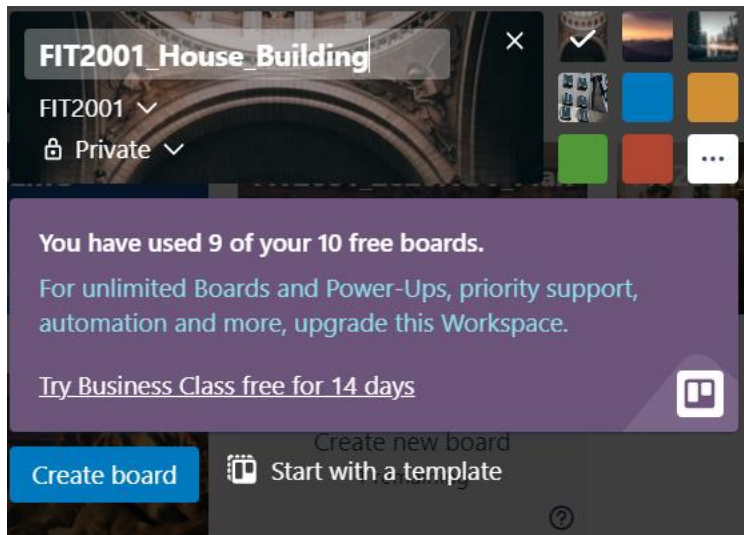 FIT2001_House_Building
FIT2001
Private
You have used 9 of your 10 free boards.
For unlimited Boards and Power-Ups, priority support,
automation and more, upgrade this Workspace.
Try Business Class free for 14 days
Create new board
Create board
Start with a template
remaining